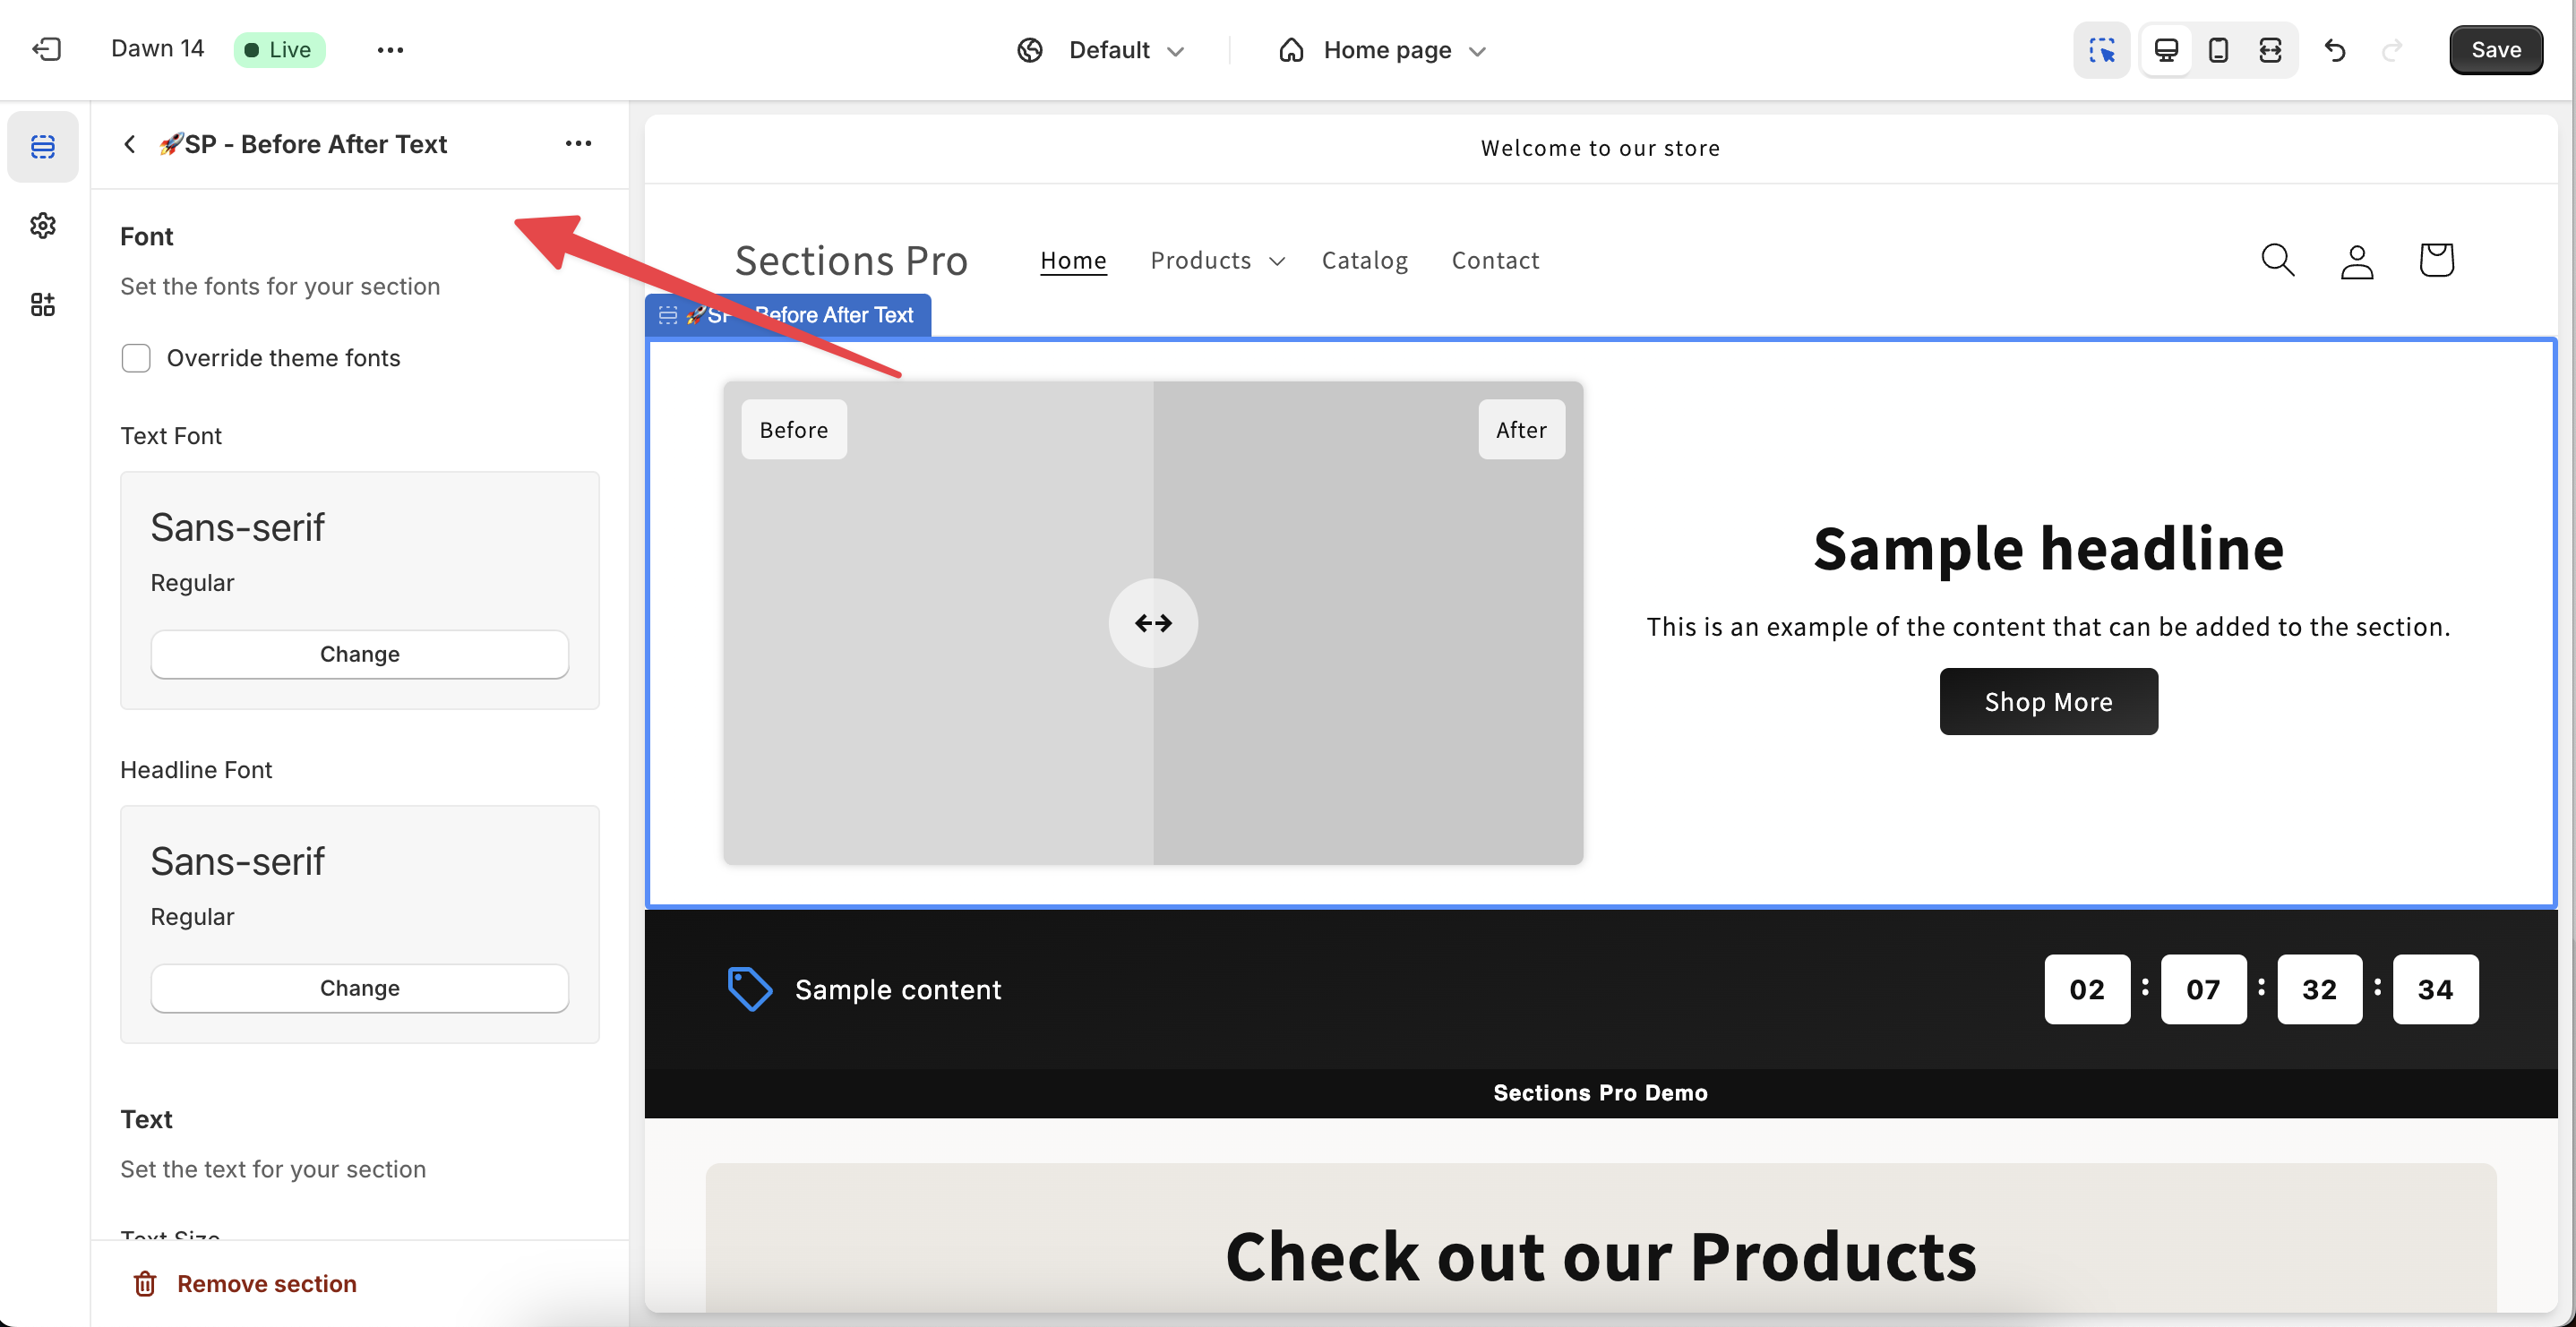 Dawn 14
Live
Default
Home page
Save
🚀SP - Before After Text
Font
Set the fonts for your section
Override theme fonts
Text Font
Sans-serif
Regular
Change
Headline Font
Sans-serif
Regular
Change
Text
Set the text for your section
Text Size
Remove section
Welcome to our store
Sections Pro
Home
Products
Catalog
Contact
🚀SP - Before After Text
Before
After
Sample headline
This is an example of the content that can be added to the section.
Shop More
Sample content
02 : 07 : 32 : 34
Sections Pro Demo
Check out our Products